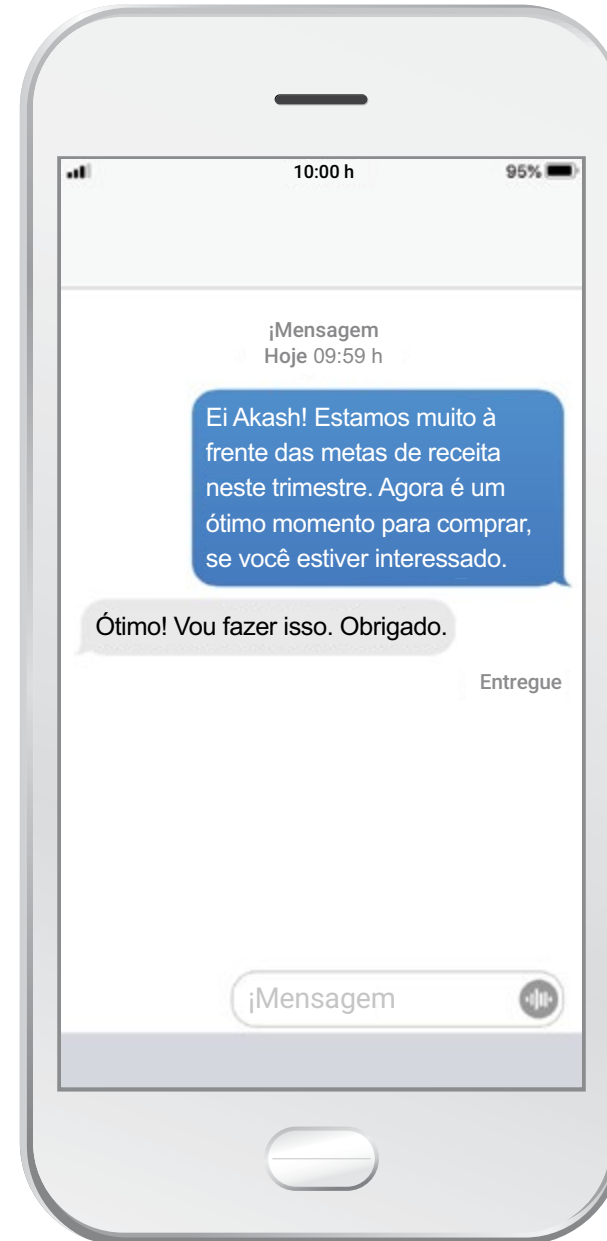 10:00 h
95%
¡Mensagem
Hoje 09:59 h
Ei Akash! Estamos muito à
frente das metas de receita
neste trimestre. Agora é um
ótimo momento para comprar,
se você estiver interessado.
Ótimo! Vou fazer isso. Obrigado.
Entregue
¡Mensagem